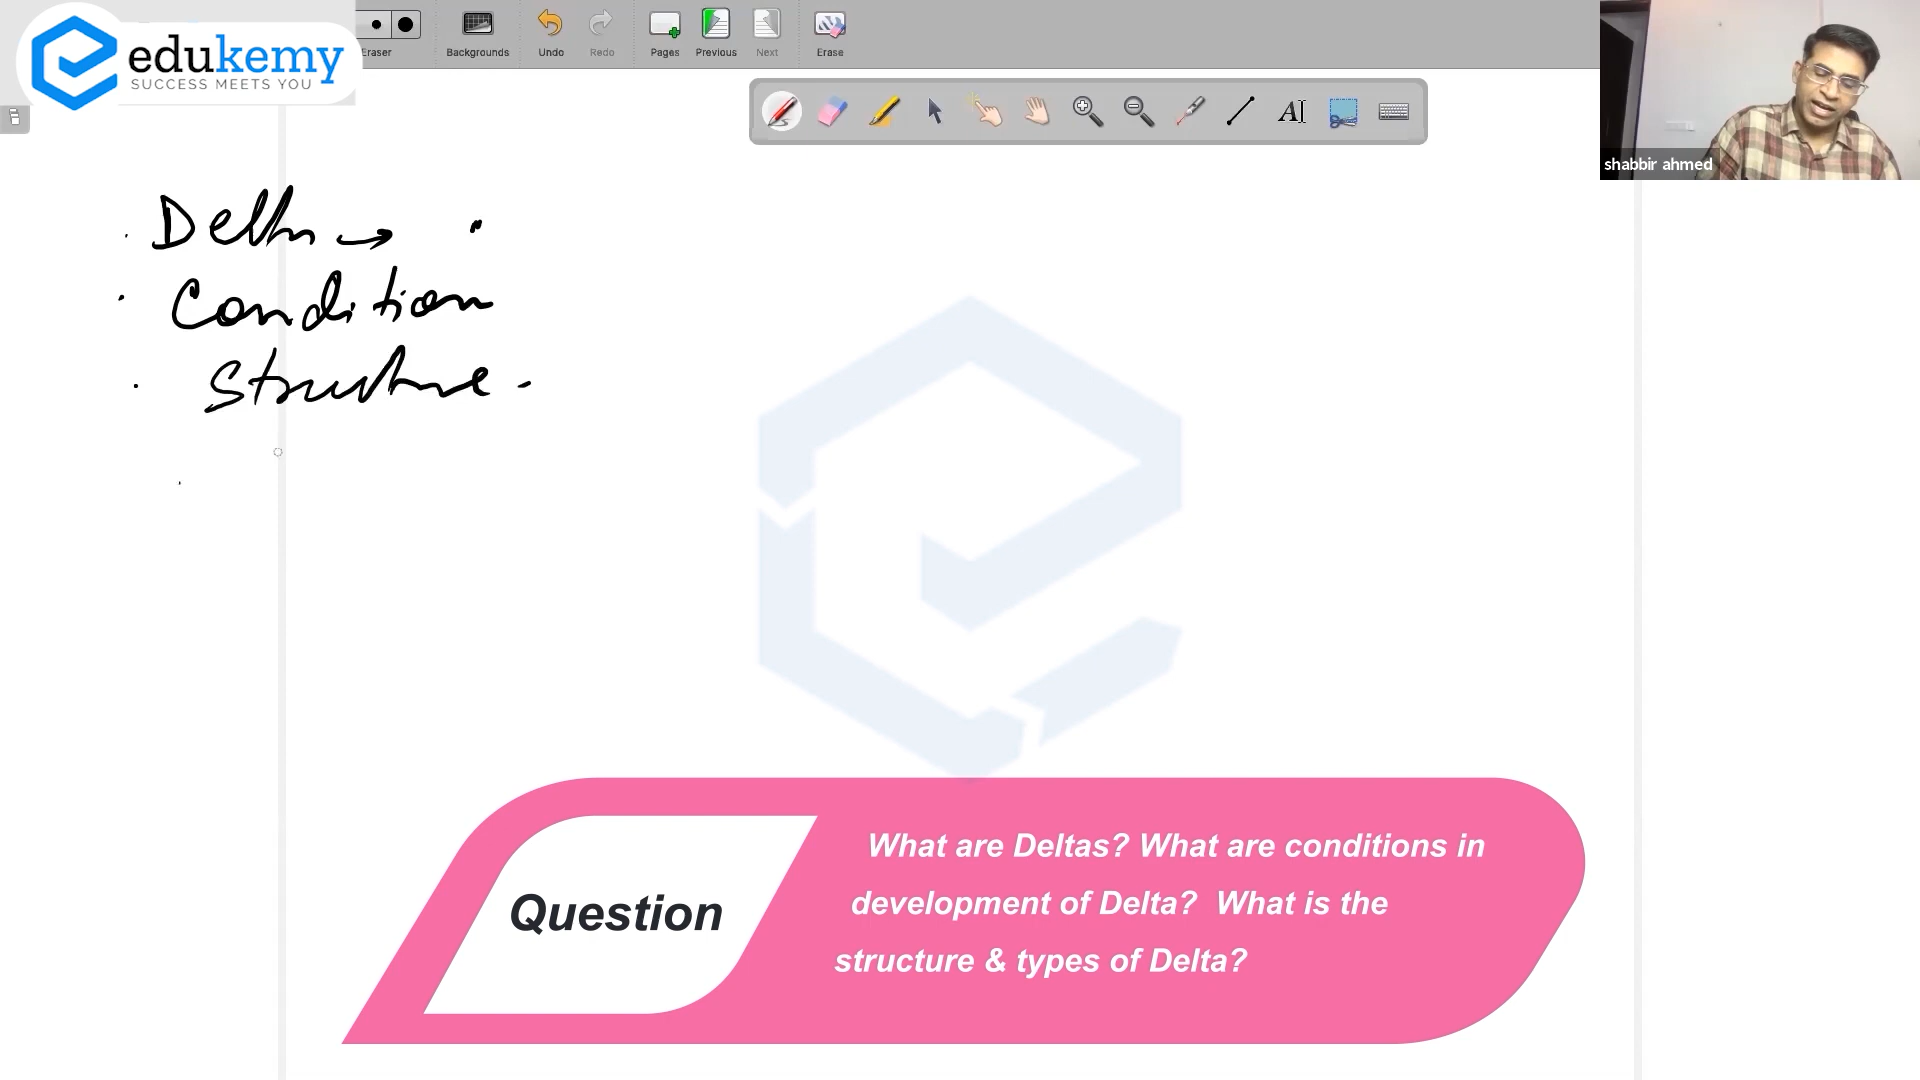 edukemy
SUCCESS MEETS YOU
Eraser
Backgrounds
Undo
Redo
Pages
Previous
Next
Erase
A
shabbir ahmed
Delta →
Condition
Structure
Question
What are Deltas? What are conditions in
development of Delta? What is the
structure & types of Delta?